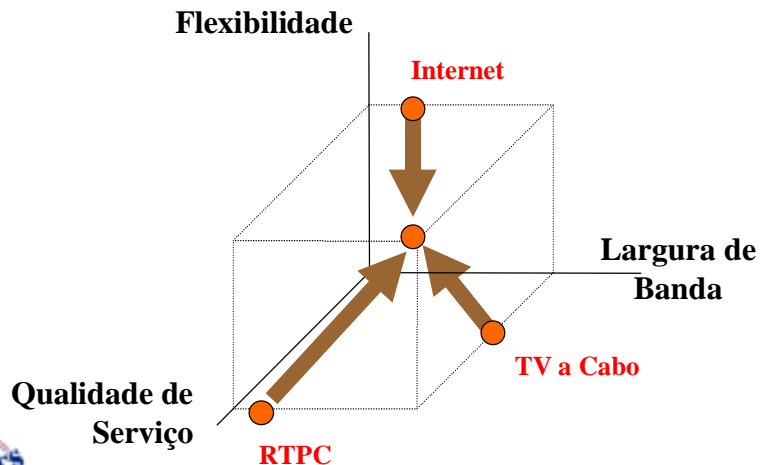 Flexibilidade
Internet
Largura de
Banda
TV a Cabo
Qualidade de
Serviço
RTPC